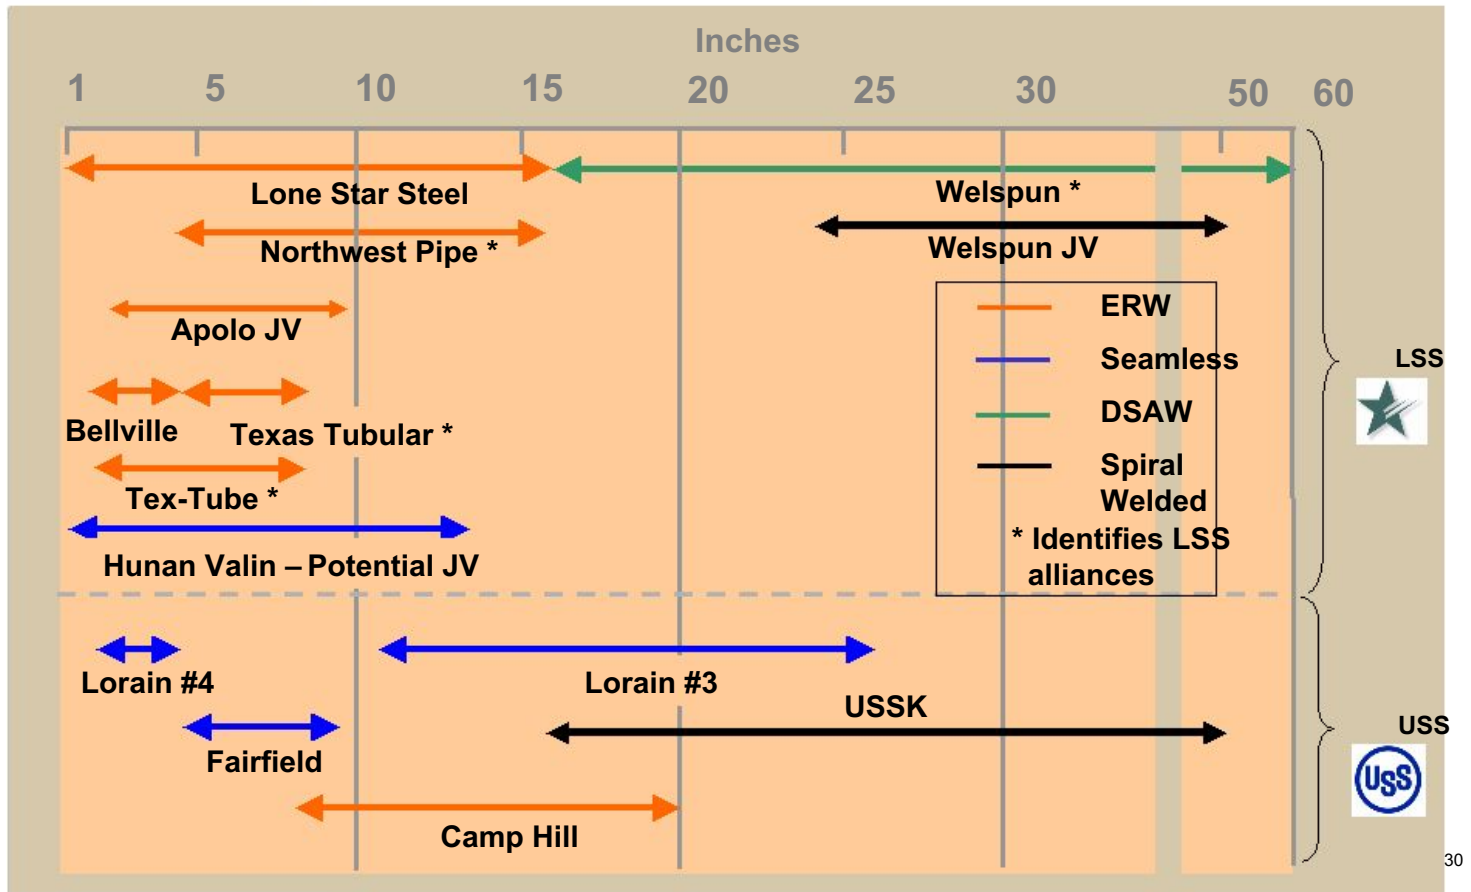 Inches
1 5 10 15 20 25 30 50 60
Lone Star Steel
Welspun *
Northwest Pipe *
Welspun JV
Apolo JV
Bellville
Texas Tubular *
Tex-Tube *
Hunan Valin – Potential JV
ERW
Seamless
DSAW
Spiral
Welded
* Identifies LSS
alliances
LSS
Lorain #4
Lorain #3
USSK
Fairfield
Camp Hill
USS
USS
30